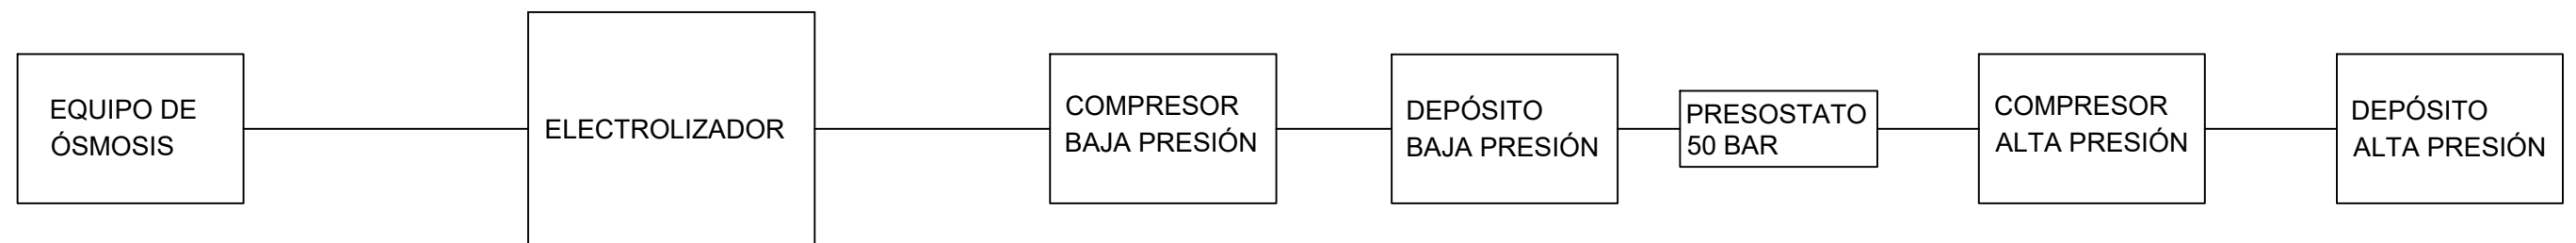 EQUIPO DE
ÓSMOSIS
ELECTROLIZADOR
COMPRESOR
BAJA PRESIÓN
DEPÓSITO
BAJA PRESIÓN
PRESOSTATO
50 BAR
COMPRESOR
ALTA PRESIÓN
DEPÓSITO
ALTA PRESIÓN